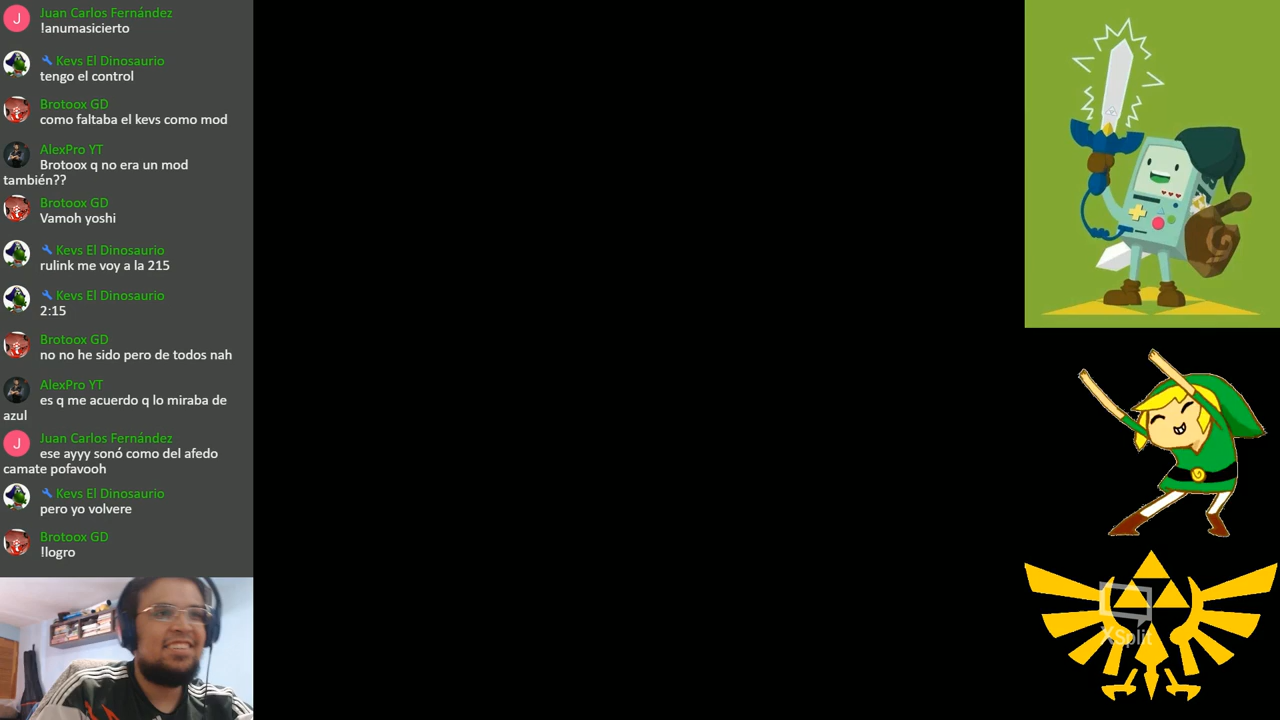 J
Juan Carlos Fernández
!anumasicierto
Kevs El Dinosaurio
tengo el control
Brotoox GD
como faltaba el kevs como mod
AlexPro YT
Brotoox q no era un mod
también??
Brotoox GD
Vamoh yoshi
Kevs El Dinosaurio
rulink me voy a la 215
Kevs El Dinosaurio
2:15
Brotoox GD
no no he sido pero de todos nah
AlexPro YT
es q me acuerdo q lo miraba de
azul
J
Juan Carlos Fernández
ese ayyy sonó como del afedo
camate pofavooh
Kevs El Dinosaurio
pero yo volvere
Brotoox GD
!logro
XSplit